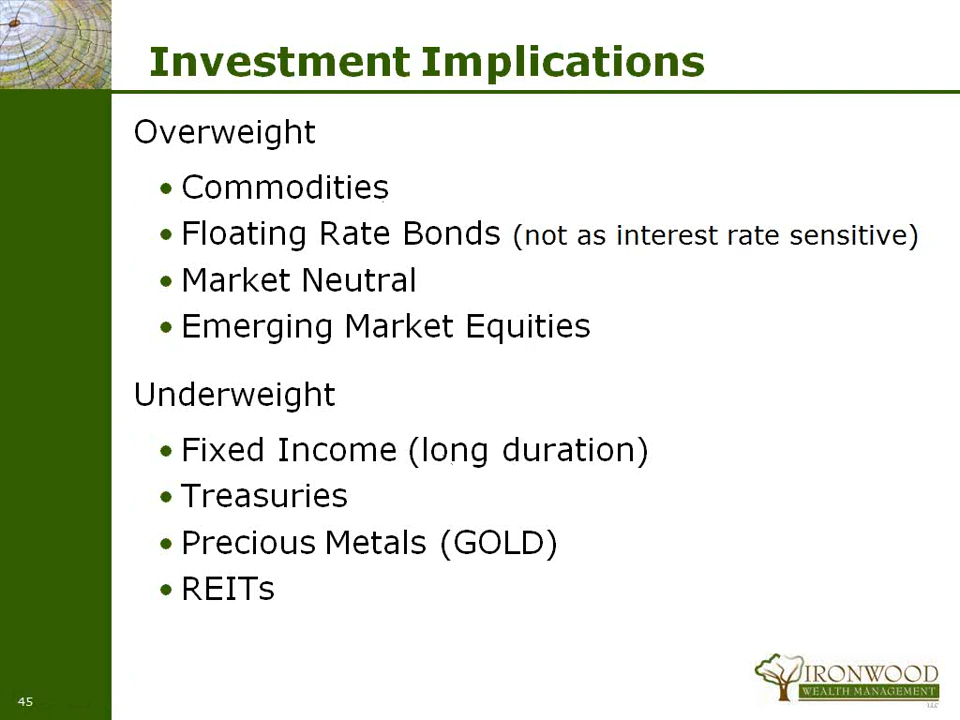 Investment Implications
Overweight
• Commodities
• Floating Rate Bonds (not as interest rate sensitive)
• Market Neutral
• Emerging Market Equities
Underweight
• Fixed Income (long duration)
• Treasuries
• Precious Metals (GOLD)
• REITs
IRONWOOD
WEALTH MANAGEMENT
LLC
45